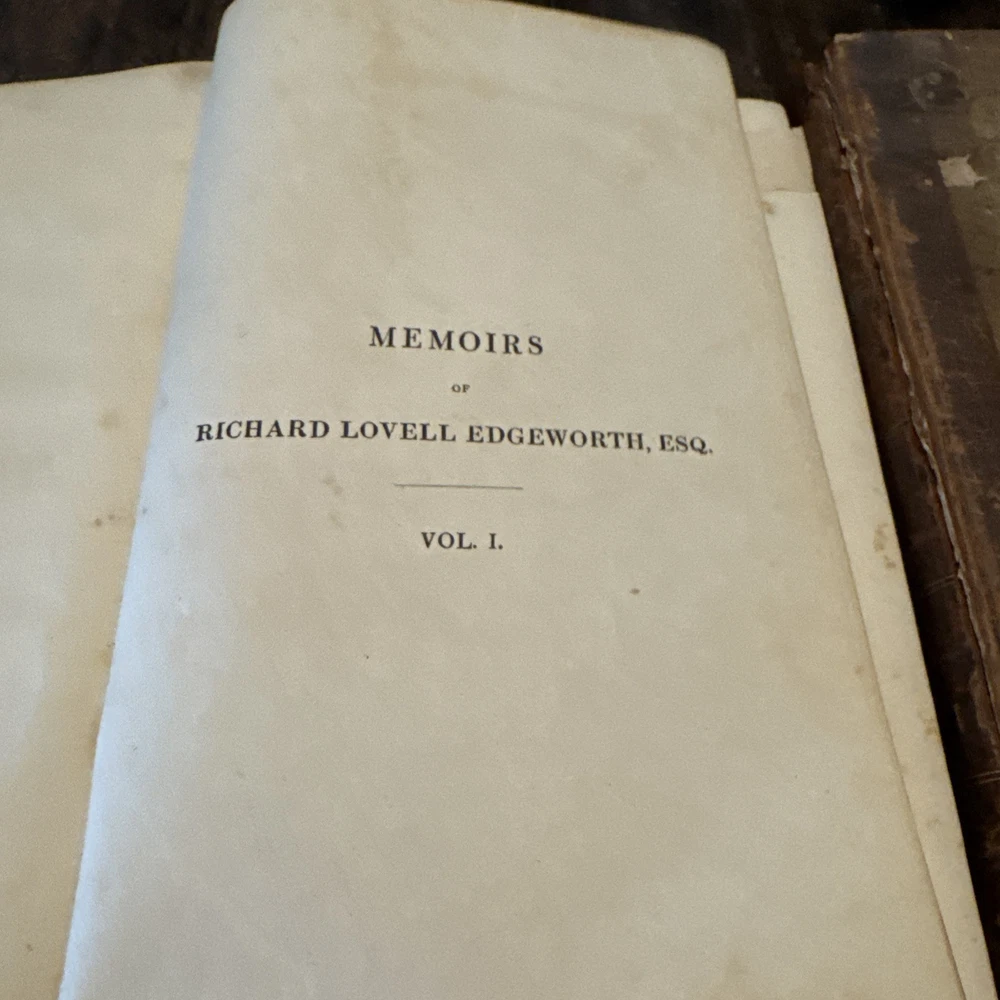 MEMOIRS
OF
RICHARD LOVELL EDGEWORTH, ESQ.
VOL. I.